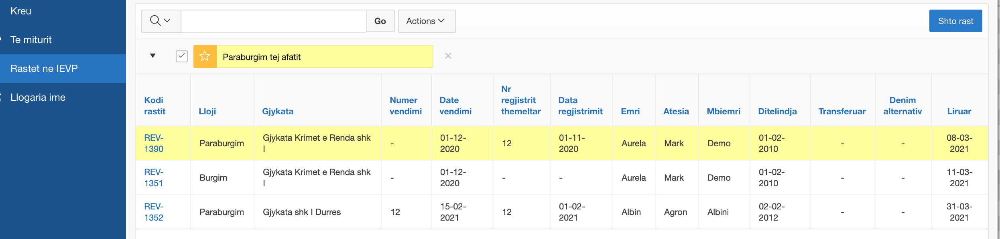 Kreu
Te miturit
Rastet ne IEVP
Llogaria ime
Go
Actions
Shto rast
Paraburgim tej afatit
Kodi rastit
Lloji
Gjykata
Numer vendimi
Date vendimi
Nr regjistrit themeltar
Data regjistrimit
Emri
Atesia
Mbiemri
Ditelindja
Transferuar
Denim alternativ
Liruar
REV-1390
Paraburgim
Gjykata Krimet e Renda shk I
-
01-12-2020
12
01-11-2020
Aurela
Mark
Demo
01-02-2010
-
-
08-03-2021
REV-1351
Burgim
Gjykata Krimet e Renda shk I
-
01-12-2020
-
-
Aurela
Mark
Demo
01-02-2010
-
-
11-03-2021
REV-1352
Paraburgim
Gjykata shk I Durres
12
15-02-2021
12
01-02-2021
Albin
Agron
Albini
02-02-2012
-
-
31-03-2021